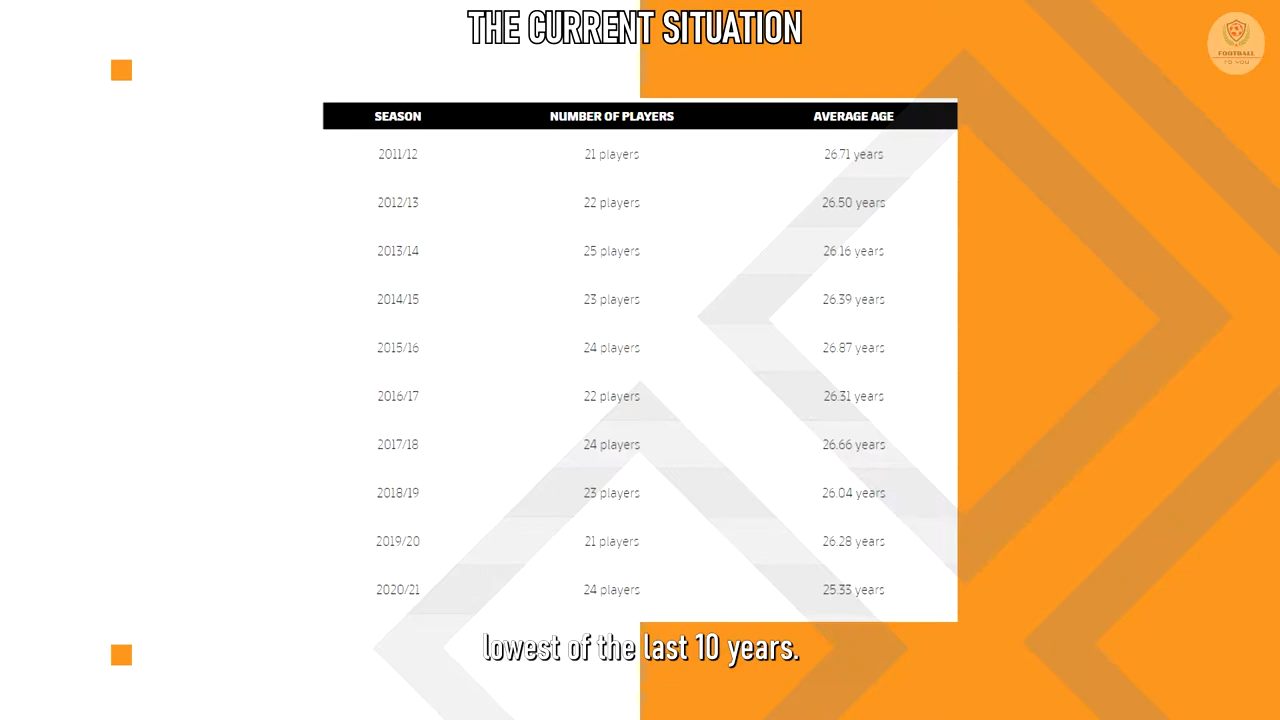 THE CURRENT SITUATION
FOOTBALL
TO YOU
SEASON NUMBER OF PLAYERS AVERAGE AGE
2011/12 21 players 26.71 years
2012/13 22 players 26.50 years
2013/14 25 players 26.16 years
2014/15 23 players 26.39 years
2015/16 24 players 26.87 years
2016/17 22 players 26.31 years
2017/18 24 players 26.66 years
2018/19 23 players 26.04 years
2019/20 21 players 26.28 years
2020/21 24 players 25.33 years
lowest of the last 10 years.